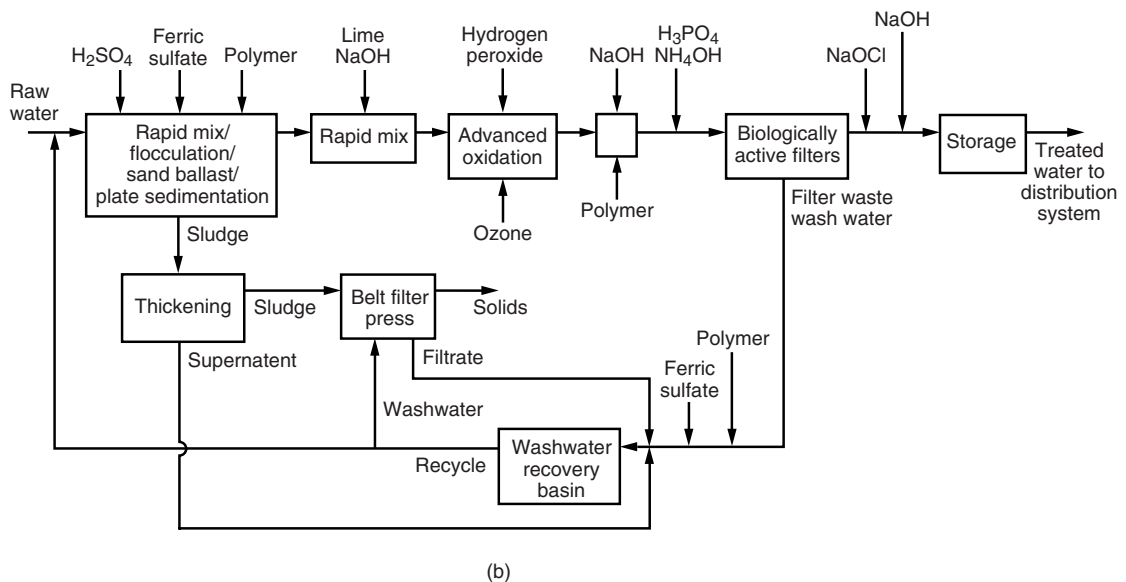 H2SO4
Ferric
sulfate
Polymer
Lime
NaOH
Hydrogen
peroxide
NaOH
H3PO4
NH4OH
NaOCl
NaOH
Raw
water
Rapid mix/
flocculation/
sand ballast/
plate sedimentation
Rapid mix
Advanced
oxidation
Biologically
active filters
Storage
Treated
water to
distribution
system
Ozone
Polymer
Filter waste
wash water
Sludge
Thickening
Sludge
Belt filter
press
Solids
Supernatent
Filtrate
Polymer
Ferric
sulfate
Washwater
Recycle
Washwater
recovery
basin
(b)